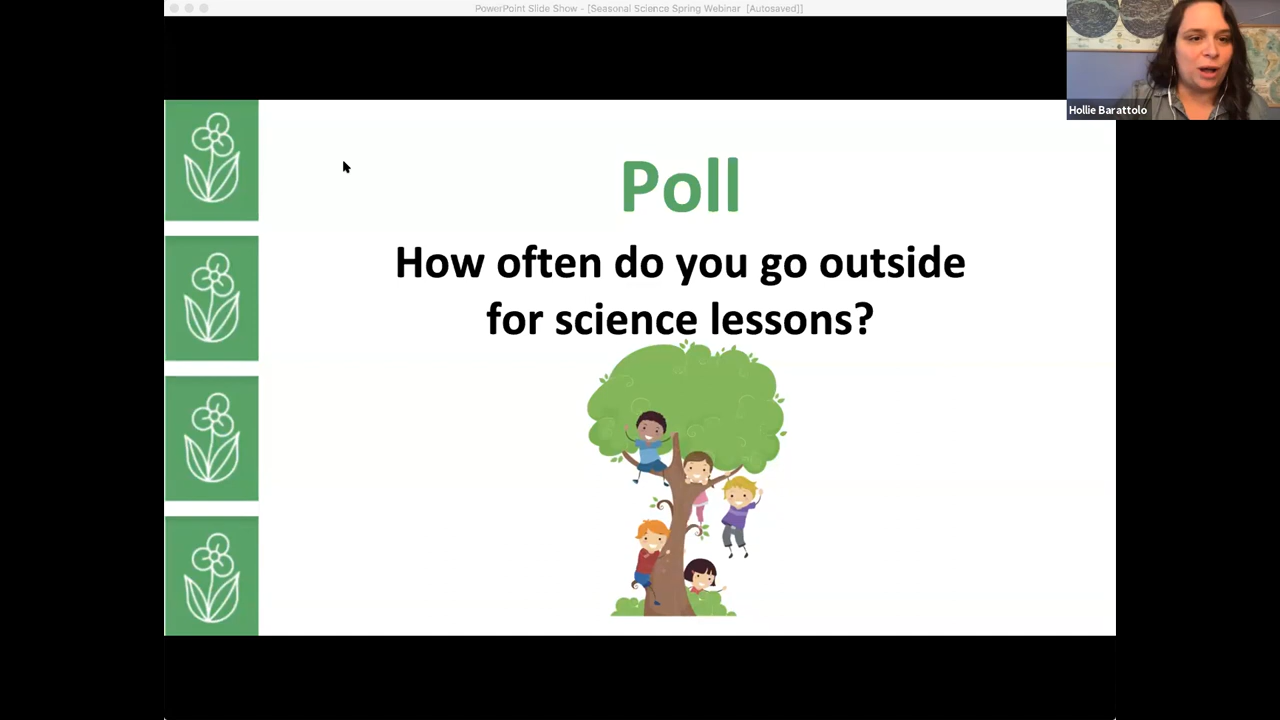 PowerPoint Slide Show - [Seasonal Science Spring Webinar [Autosaved]]
Hollie Barattolo
Poll
How often do you go outside
for science lessons?